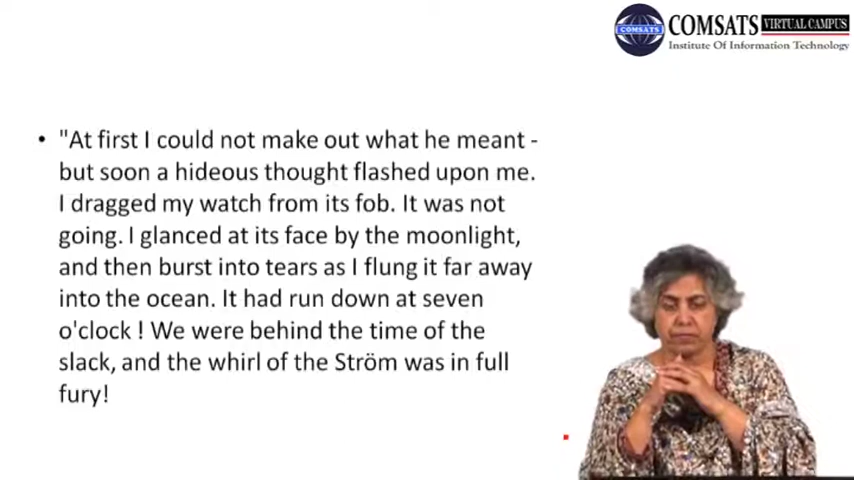 COMSATS VIRTUAL CAMPUS
COMSATS
Institute Of Information Technology
• "At first I could not make out what he meant -
but soon a hideous thought flashed upon me.
I dragged my watch from its fob. It was not
going. I glanced at its face by the moonlight,
and then burst into tears as I flung it far away
into the ocean. It had run down at seven
o'clock ! We were behind the time of the
slack, and the whirl of the Ström was in full
fury!